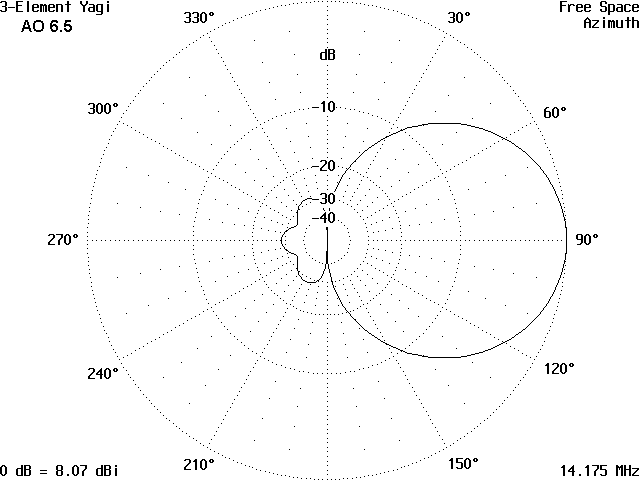 3-Element Yagi
AO 6.5
Free Space
Azimuth
330°
30°
dB
300°
-10
60°
-20
-30
-40
270°
90°
240°
120°
210°
150°
0 dB = 8.07 dBi
14.175 MHz